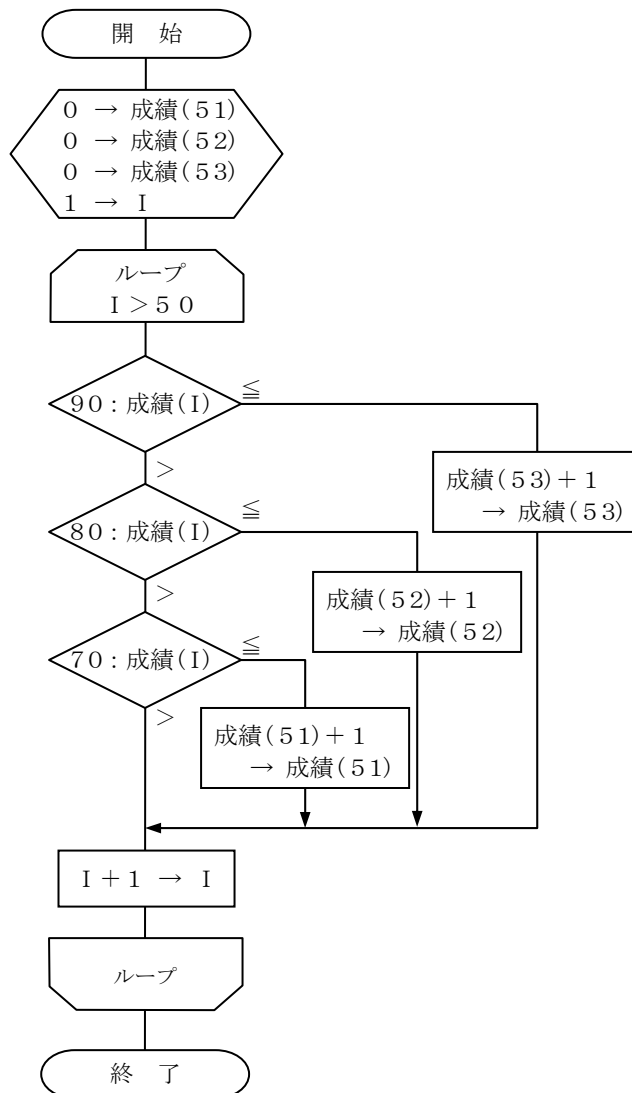 開 始
0 → 成績(51)
0 → 成績(52)
0 → 成績(53)
1 → I
ループ
I>50
90:成績(I)
≦
>
成績(53)+1
→ 成績(53)
80:成績(I)
≦
>
成績(52)+1
→ 成績(52)
70:成績(I)
≦
>
成績(51)+1
→ 成績(51)
I+1 → I
ループ
終 了